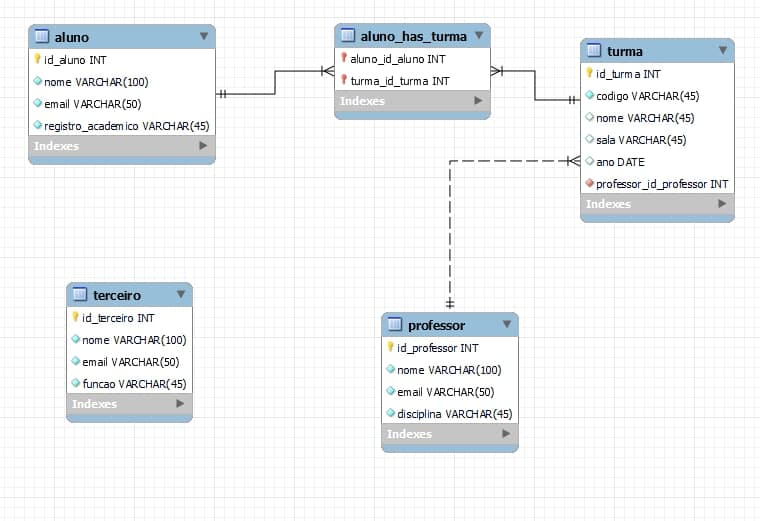 aluno
id_aluno INT
nome VARCHAR(100)
email VARCHAR(50)
registro_academico VARCHAR(45)
Indexes
aluno_has_turma
aluno_id_aluno INT
turma_id_turma INT
Indexes
turma
id_turma INT
codigo VARCHAR(45)
nome VARCHAR(45)
sala VARCHAR(45)
ano DATE
professor_id_professor INT
Indexes
terceiro
id_terceiro INT
nome VARCHAR(100)
email VARCHAR(50)
funcao VARCHAR(45)
Indexes
professor
id_professor INT
nome VARCHAR(100)
email VARCHAR(50)
disciplina VARCHAR(45)
Indexes